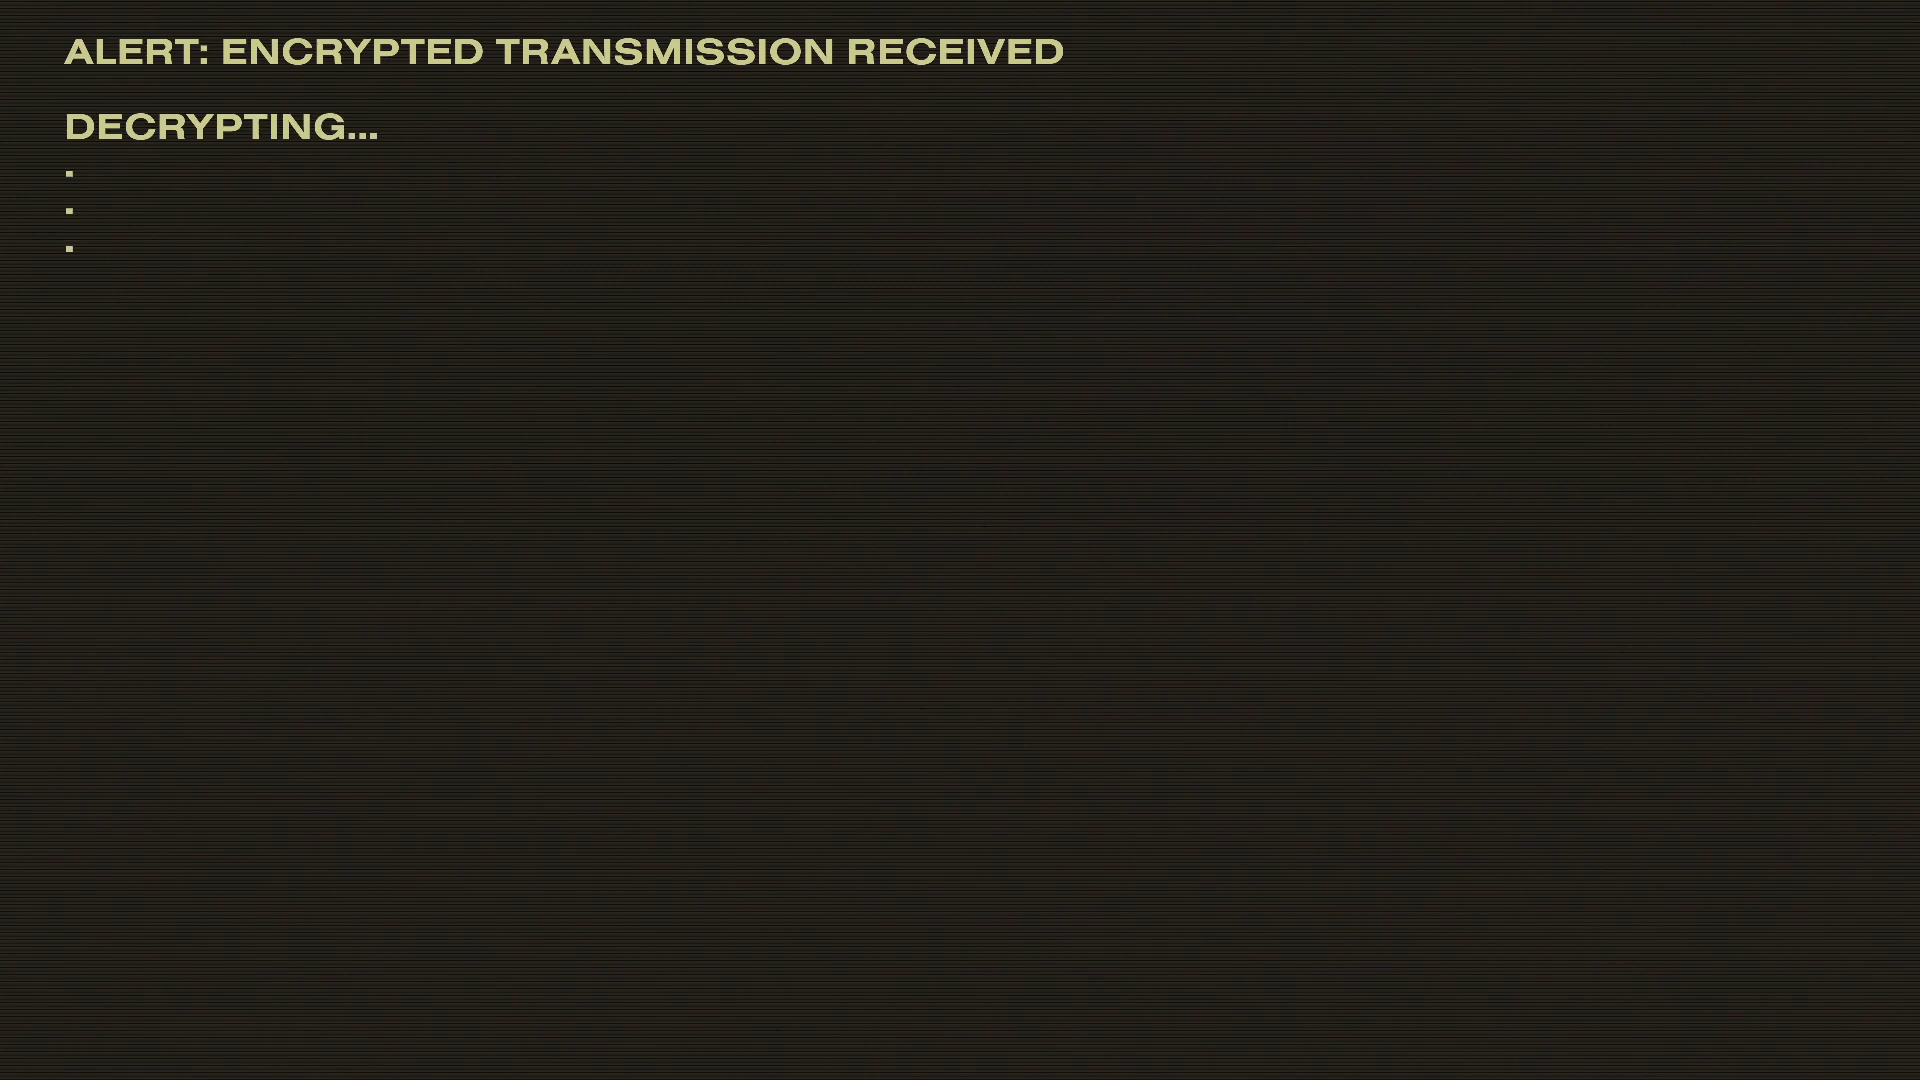 ALERT: ENCRYPTED TRANSMISSION RECEIVED
DECRYPTING...
.
.
.